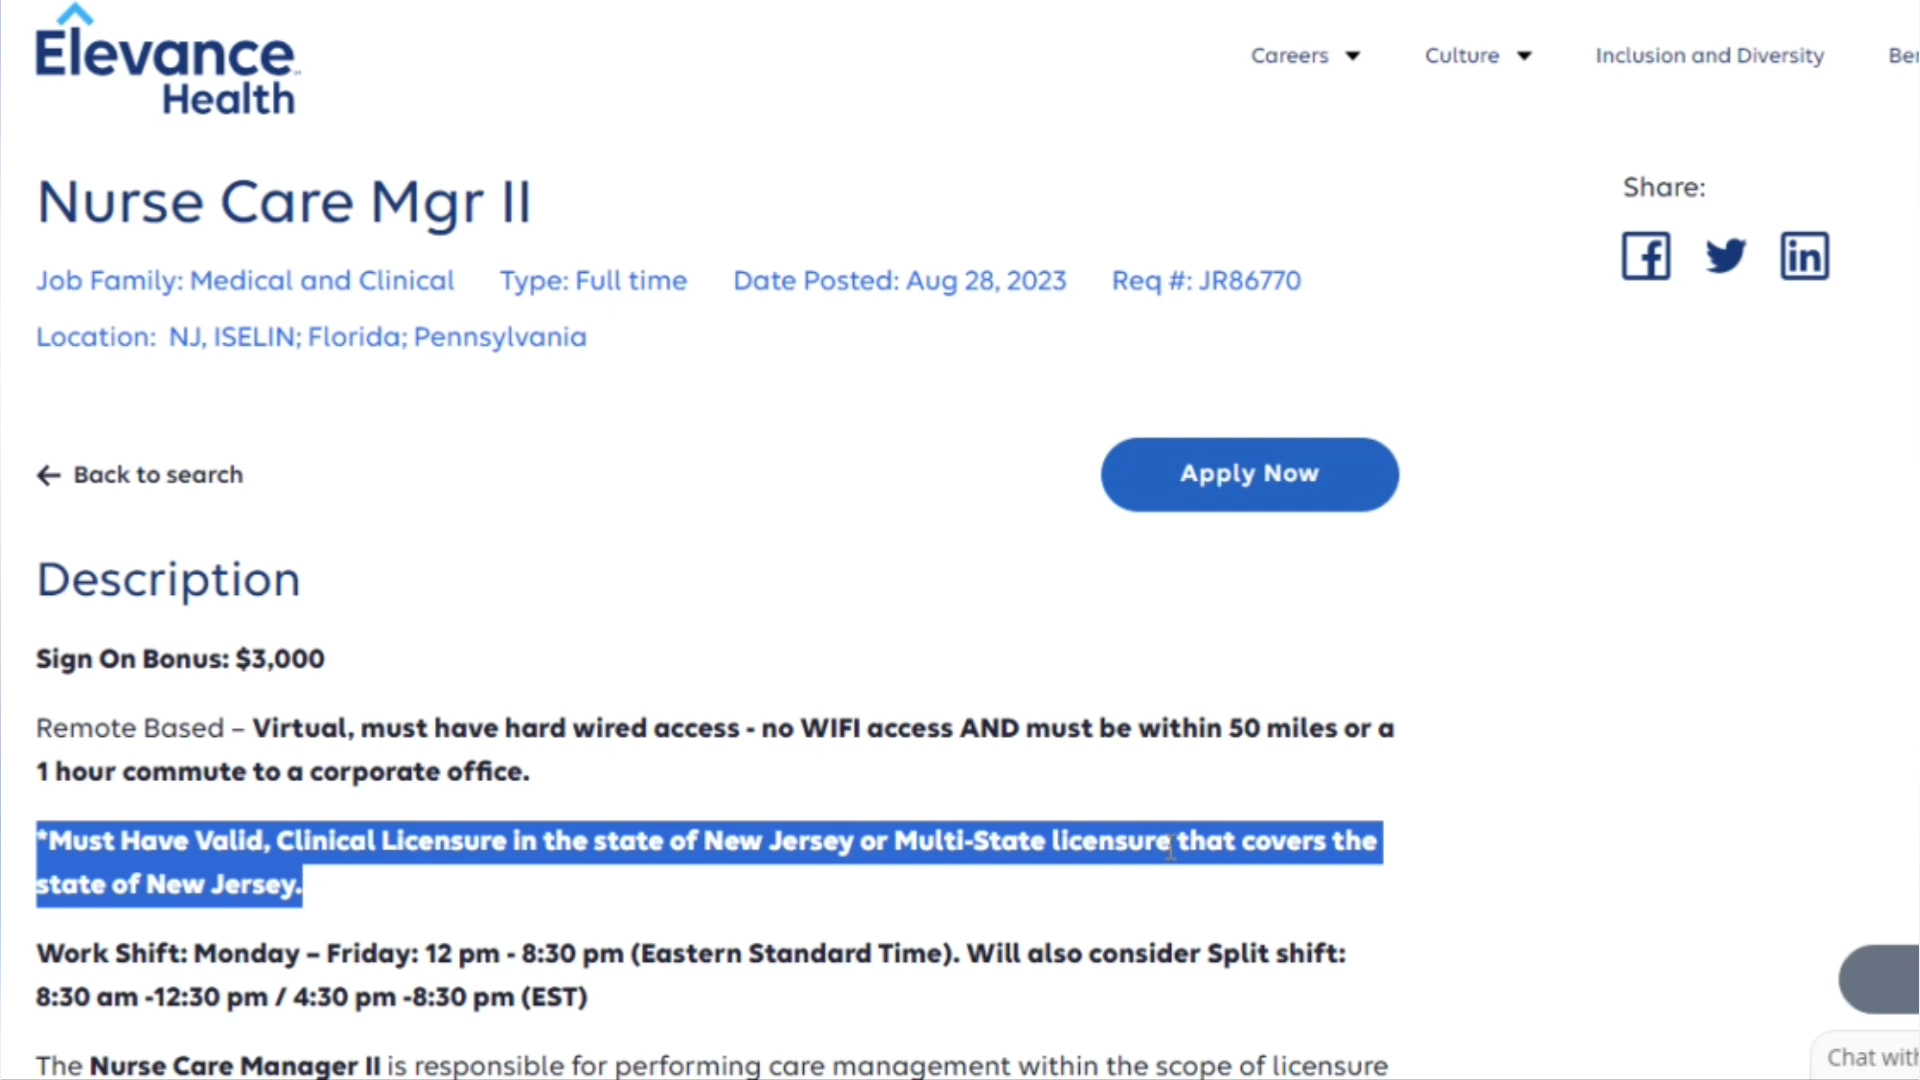 Elevance
Health
Careers
Culture
Inclusion and Diversity
Nurse Care Mgr II
Share:
Job Family: Medical and Clinical Type: Full time Date Posted: Aug 28, 2023 Req #: JR86770
Location: NJ, ISELIN; Florida; Pennsylvania
Back to search
Apply Now
Description
Sign On Bonus: $3,000
Remote Based – Virtual, must have hard wired access - no WIFI access AND must be within 50 miles or a
1 hour commute to a corporate office.
*Must Have Valid, Clinical Licensure in the state of New Jersey or Multi-State licensure that covers the
state of New Jersey.
Work Shift: Monday – Friday: 12 pm - 8:30 pm (Eastern Standard Time). Will also consider Split shift:
8:30 am -12:30 pm / 4:30 pm -8:30 pm (EST)
The Nurse Care Manager II is responsible for performing care management within the scope of licensure
Chat with